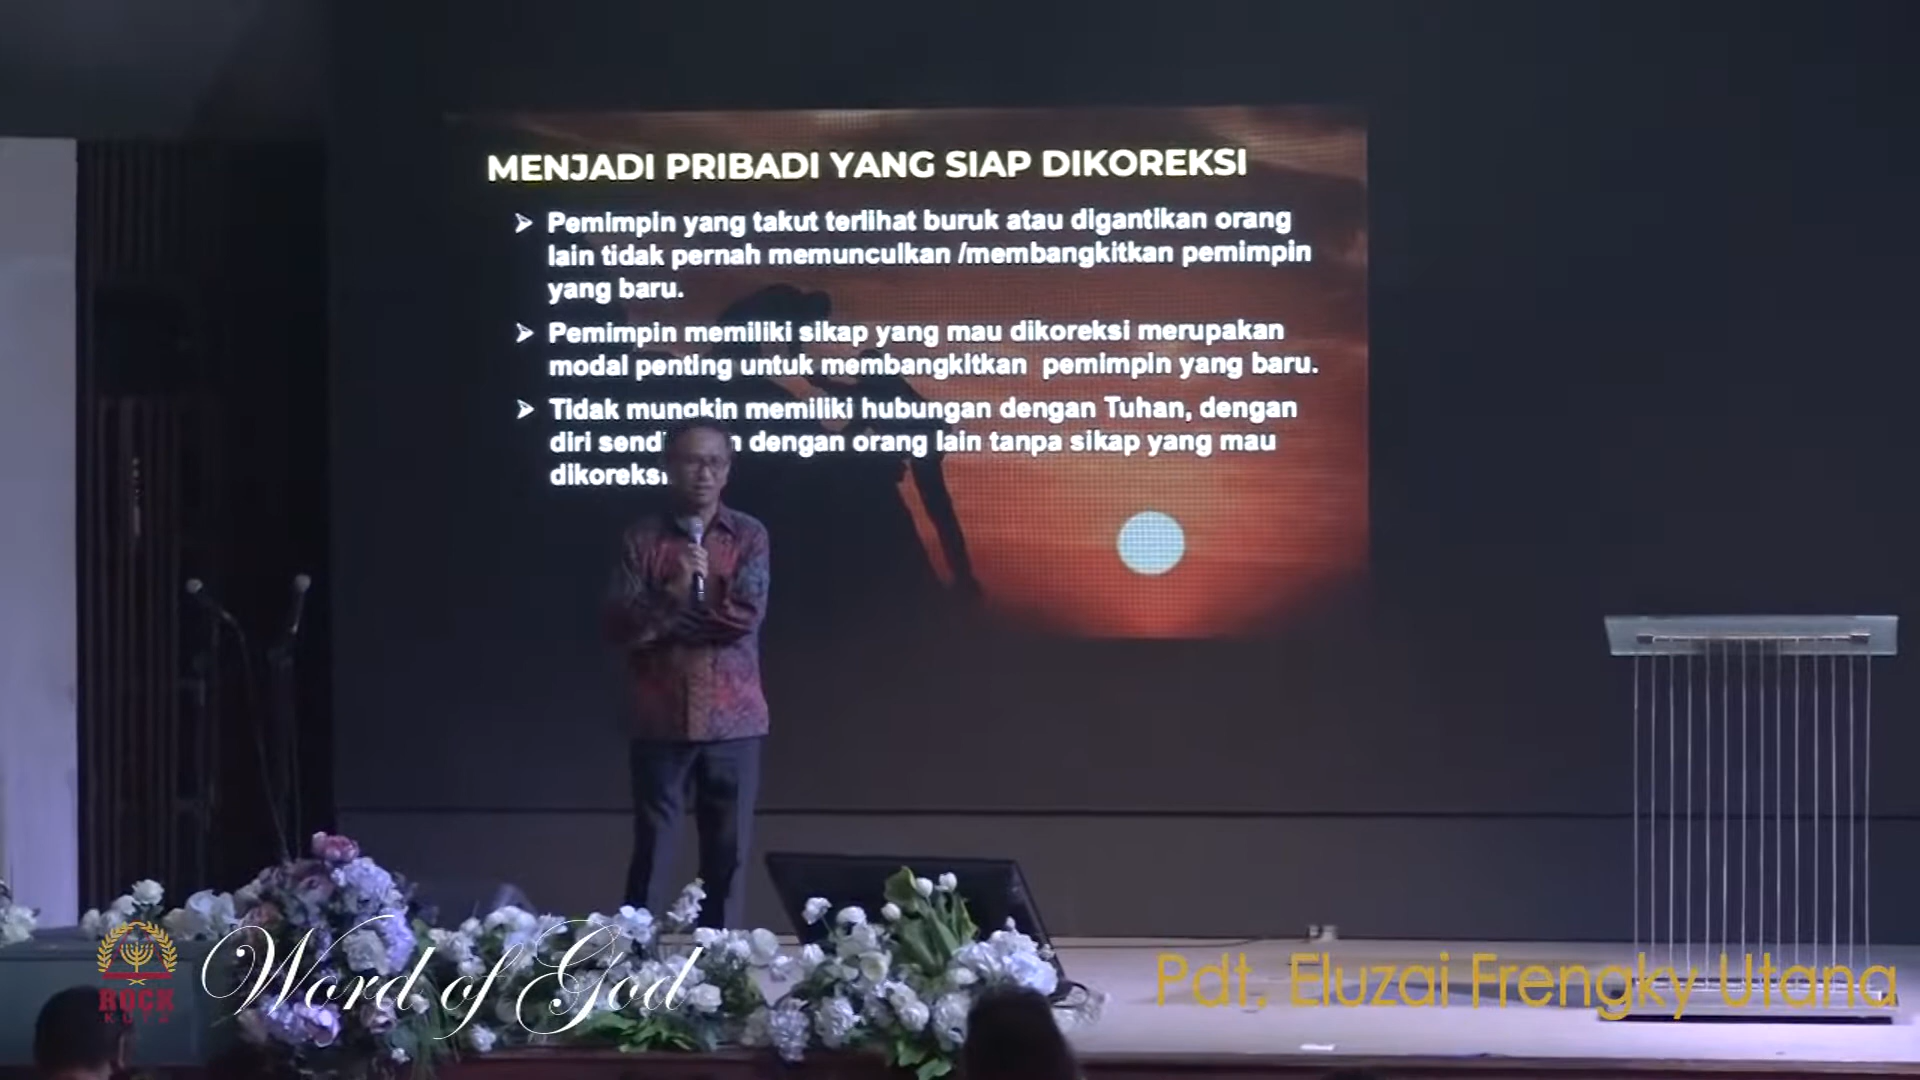 MENJADI PRIBADI YANG SIAP DIKOREKSI
➢ Pemimpin yang takut terlihat buruk atau digantikan orang
lain tidak pernah memunculkan /membangkitkan pemimpin
yang baru.
➢ Pemimpin memiliki sikap yang mau dikoreksi merupakan
modal penting untuk membangkitkan pemimpin yang baru.
➢ Tidak mungkin memiliki hubungan dengan Tuhan, dengan
diri dengan orang lain tanpa sikap yang mau
dikoreksi
Word of God
ROCK
KUTA
Pdt. Eluzai Frengky Utana